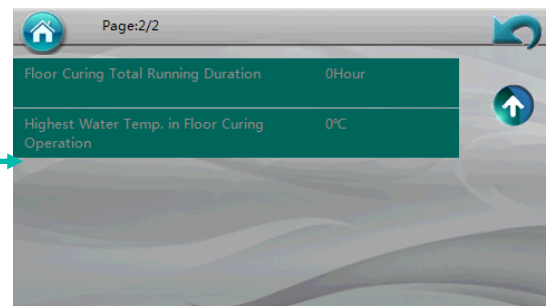 Page:2/2
Floor Curing Total Running Duration 0Hour
Highest Water Temp. in Floor Curing 0℃
Operation